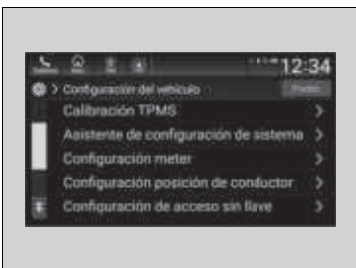 12:34
Configuración del vehículo
Calibración TPMS
Asistente de configuración de sistema
Configuración meter
Configuración posición de conductor
Configuración de acceso sin llave